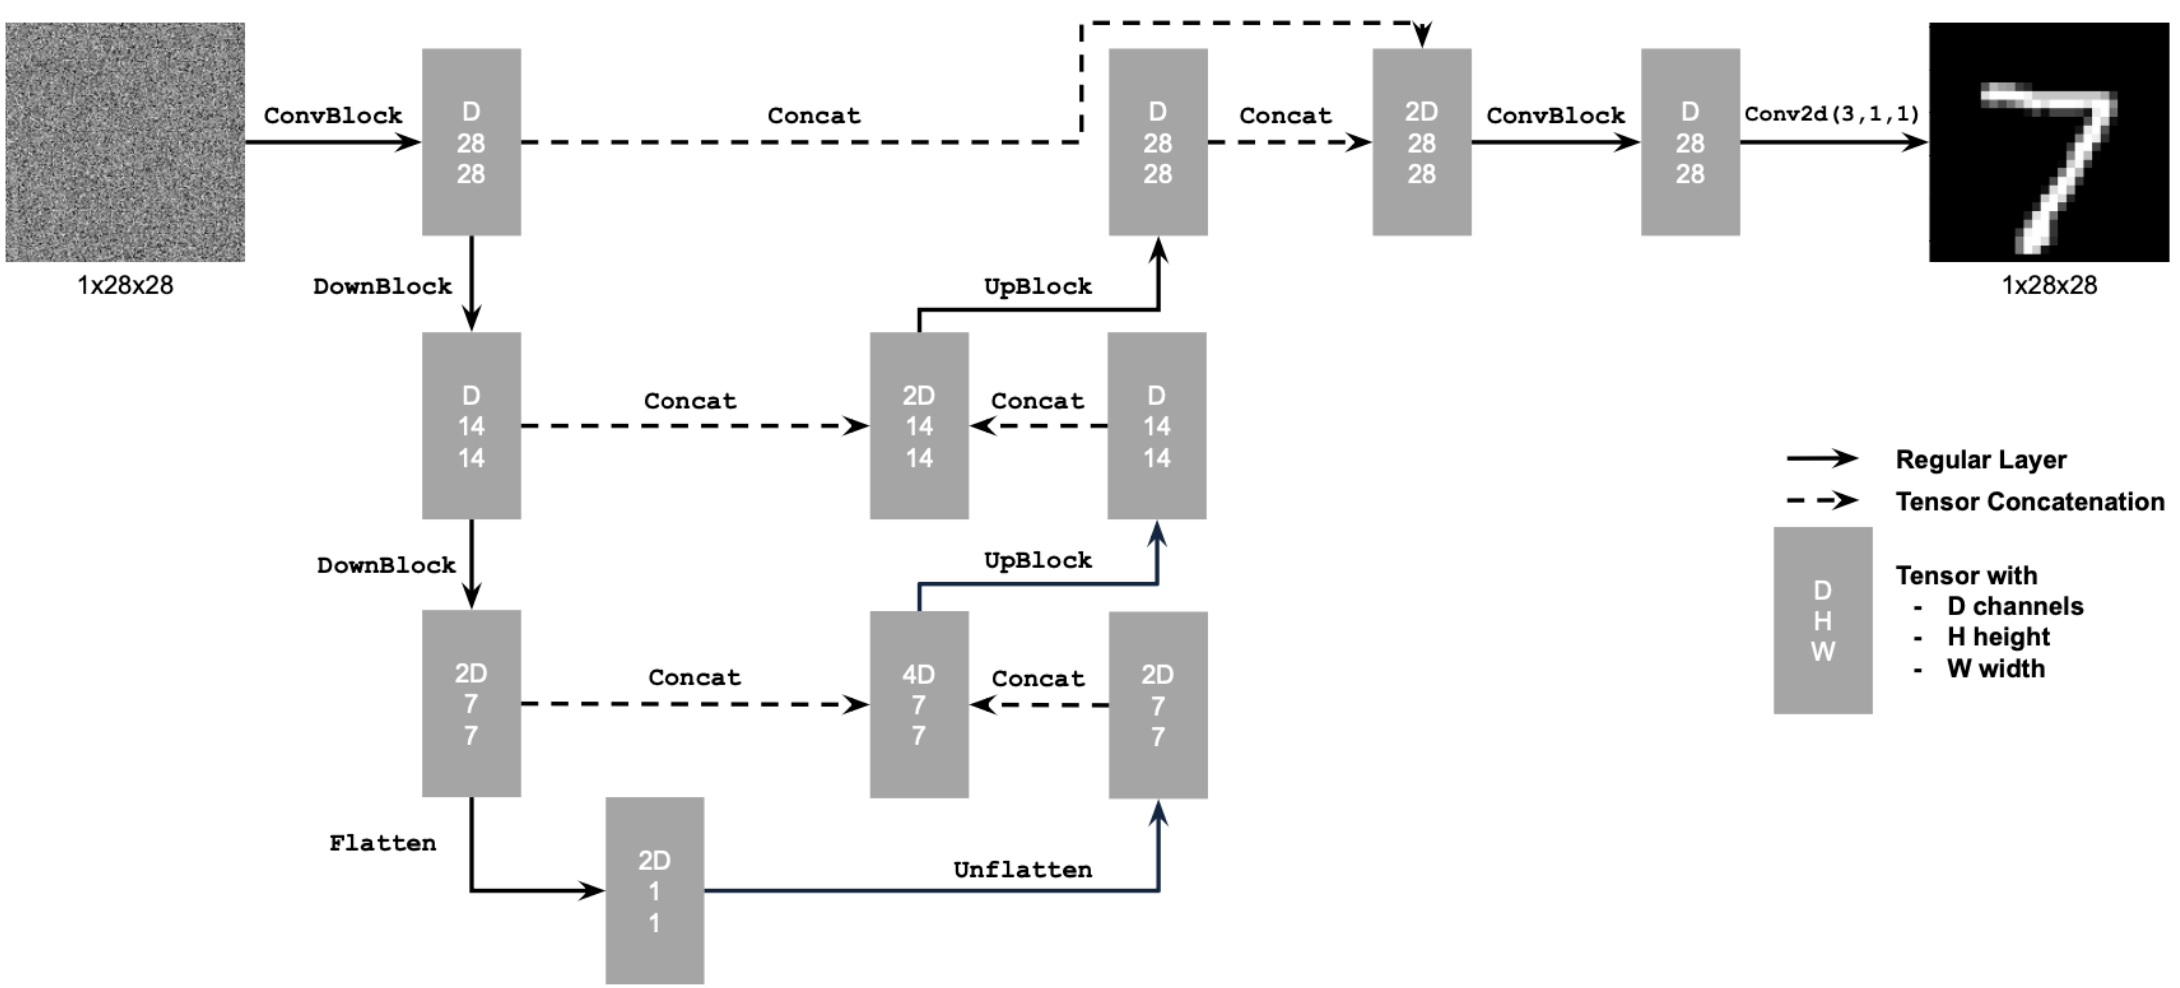 ConvBlock
D
28
28
Concat
D
28
28
Concat
2D
28
28
ConvBlock
D
28
28
Conv2d(3,1,1)
1x28x28
1x28x28
DownBlock
UpBlock
D
14
14
Concat
2D
14
14
Concat
D
14
14
DownBlock
UpBlock
2D
7
7
Concat
4D
7
7
Concat
2D
7
7
Flatten
2D
1
1
Unflatten
Regular Layer
Tensor Concatenation
D
H
W
Tensor with
- D channels
- H height
- W width
7